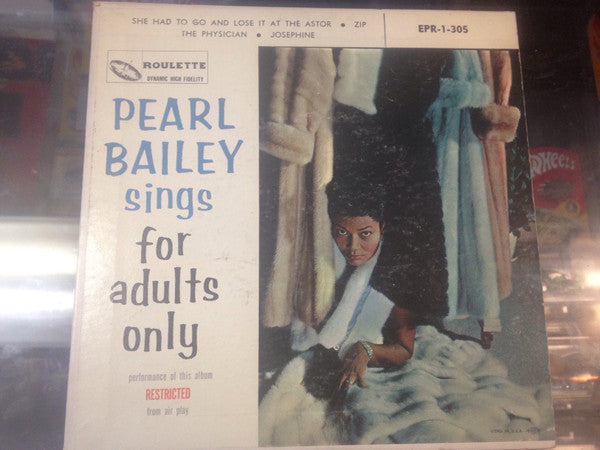 SHE HAD TO GO AND LOSE IT AT THE ASTOR • ZIP
THE PHYSICIAN • JOSEPHINE
EPR-1-305
ROULETTE
DYNAMIC HIGH FIDELITY
PEARL
BAILEY
sings
for
adults
only
performance of this album
RESTRICTED
from air play
WHEELS